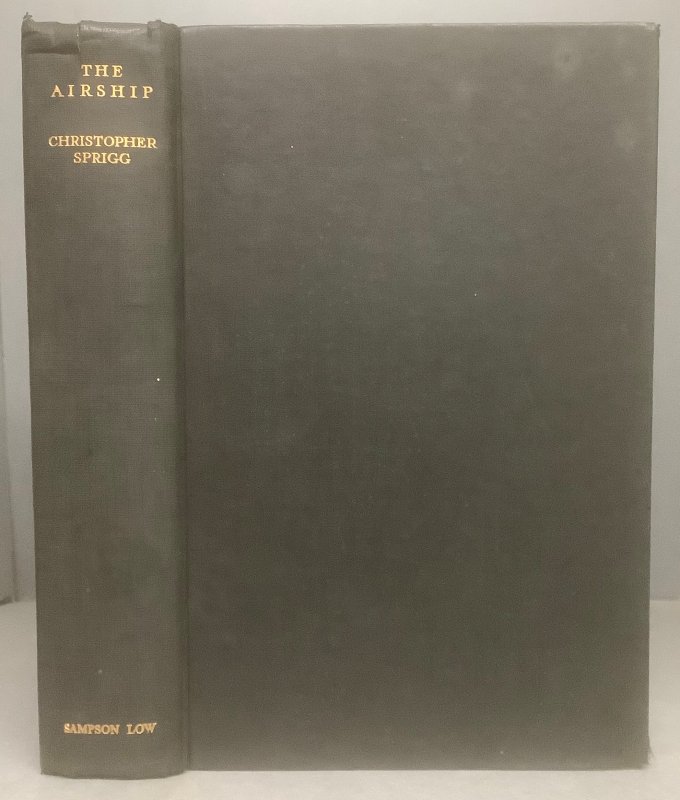 THE
AIRSHIP
CHRISTOPHER
SPRIGG
SAMPSON LOW